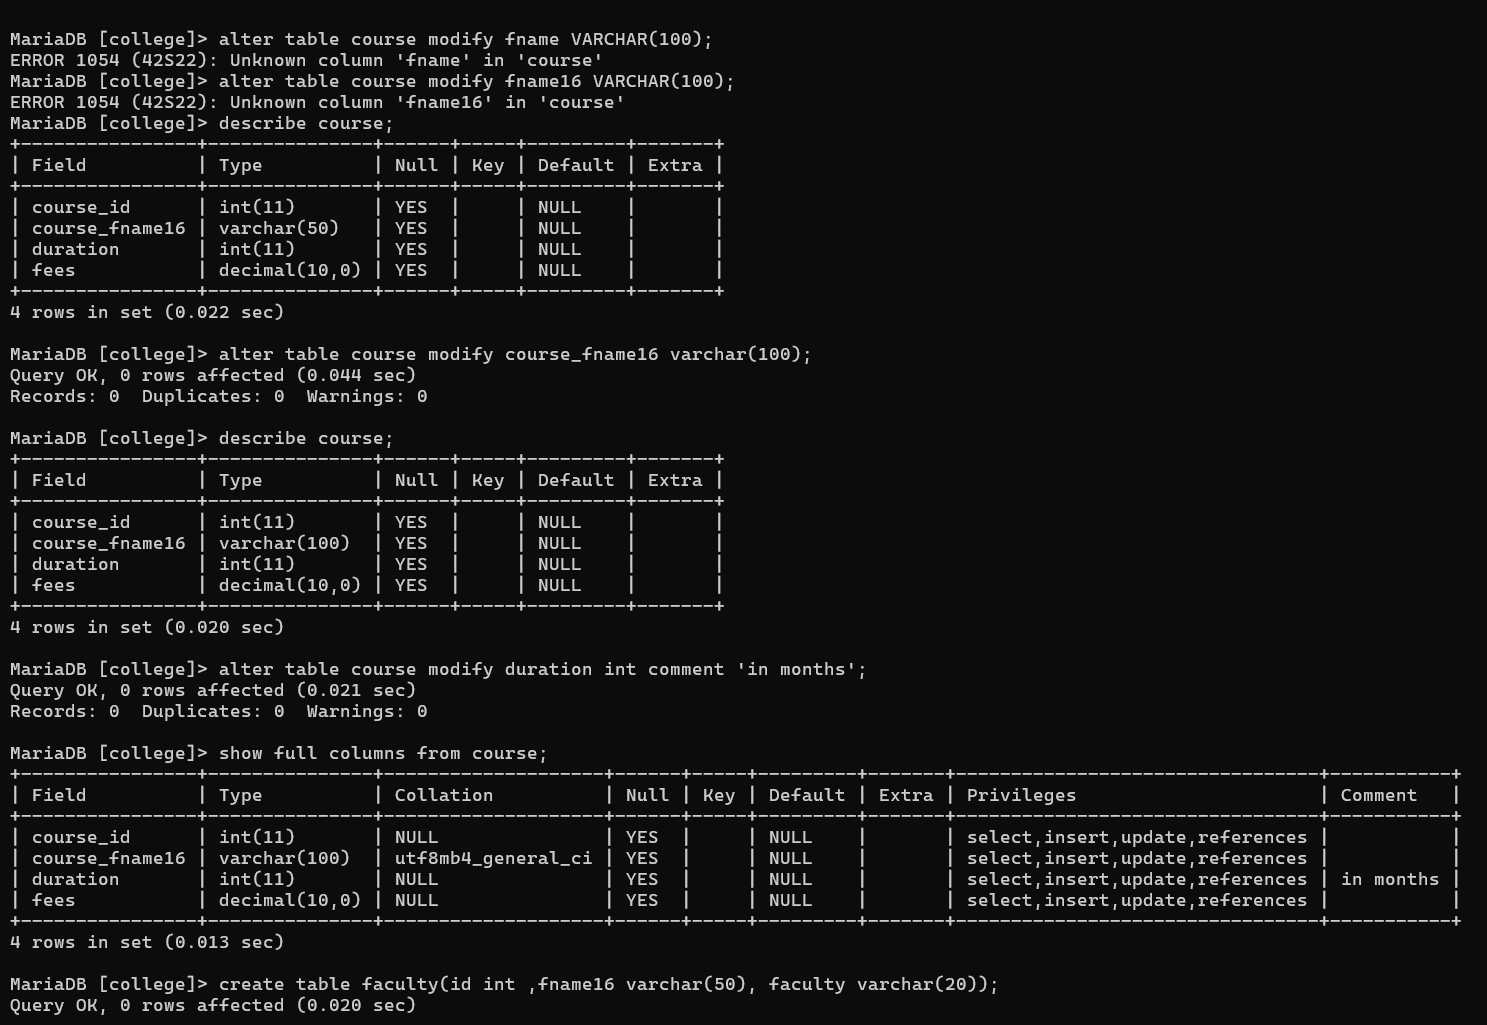 MariaDB [college]> alter table course modify fname VARCHAR(100);
ERROR 1054 (42S22): Unknown column 'fname' in 'course'
MariaDB [college]> alter table course modify fname16 VARCHAR(100);
ERROR 1054 (42S22): Unknown column 'fname16' in 'course'
MariaDB [college]> describe course;
+----------------+---------------+------+-----+---------+-------+
| Field          | Type          | Null | Key | Default | Extra |
+----------------+---------------+------+-----+---------+-------+
| course_id      | int(11)       | YES  |     | NULL    |       |
| course_fname16 | varchar(50)   | YES  |     | NULL    |       |
| duration       | int(11)       | YES  |     | NULL    |       |
| fees           | decimal(10,0) | YES  |     | NULL    |       |
+----------------+---------------+------+-----+---------+-------+
4 rows in set (0.022 sec)

MariaDB [college]> alter table course modify course_fname16 varchar(100);
Query OK, 0 rows affected (0.044 sec)
Records: 0  Duplicates: 0  Warnings: 0

MariaDB [college]> describe course;
+----------------+---------------+------+-----+---------+-------+
| Field          | Type          | Null | Key | Default | Extra |
+----------------+---------------+------+-----+---------+-------+
| course_id      | int(11)       | YES  |     | NULL    |       |
| course_fname16 | varchar(100)  | YES  |     | NULL    |       |
| duration       | int(11)       | YES  |     | NULL    |       |
| fees           | decimal(10,0) | YES  |     | NULL    |       |
+----------------+---------------+------+-----+---------+-------+
4 rows in set (0.020 sec)

MariaDB [college]> alter table course modify duration int comment 'in months';
Query OK, 0 rows affected (0.021 sec)
Records: 0  Duplicates: 0  Warnings: 0

MariaDB [college]> show full columns from course;
+----------------+---------------+--------------------+------+-----+---------+-------+---------------------------------+-----------+
| Field          | Type          | Collation          | Null | Key | Default | Extra | Privileges                      | Comment   |
+----------------+---------------+--------------------+------+-----+---------+-------+---------------------------------+-----------+
| course_id      | int(11)       | NULL               | YES  |     | NULL    |       | select,insert,update,references |           |
| course_fname16 | varchar(100)  | utf8mb4_general_ci | YES  |     | NULL    |       | select,insert,update,references |           |
| duration       | int(11)       | NULL               | YES  |     | NULL    |       | select,insert,update,references | in months |
| fees           | decimal(10,0) | NULL               | YES  |     | NULL    |       | select,insert,update,references |           |
+----------------+---------------+--------------------+------+-----+---------+-------+---------------------------------+-----------+
4 rows in set (0.013 sec)

MariaDB [college]> create table faculty(id int ,fname16 varchar(50), faculty varchar(20));
Query OK, 0 rows affected (0.020 sec)